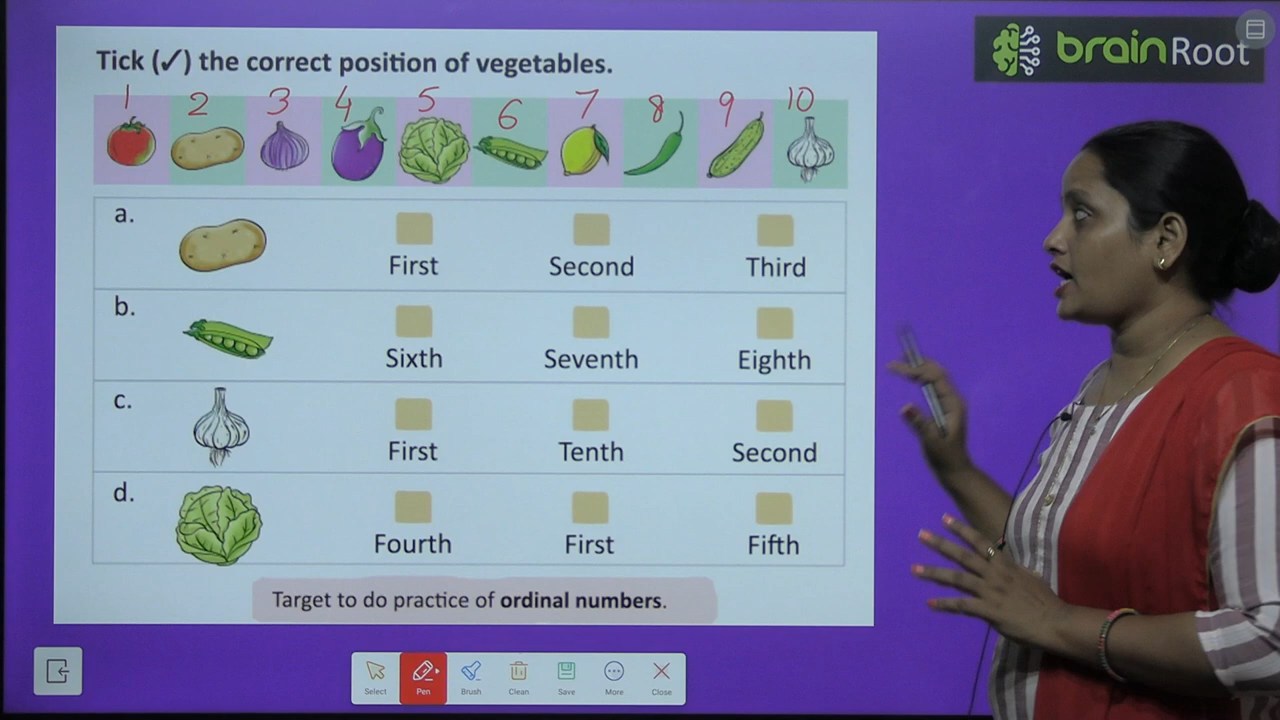 Tick (✓) the correct position of vegetables.
brainRoot
1 2 3 4 5 6 7 8 9 10
a.
First Second Third
b.
Sixth Seventh Eighth
c.
First Tenth Second
d.
Fourth First Fifth
Target to do practice of ordinal numbers.
Select Pen Brush Clean Save More Close